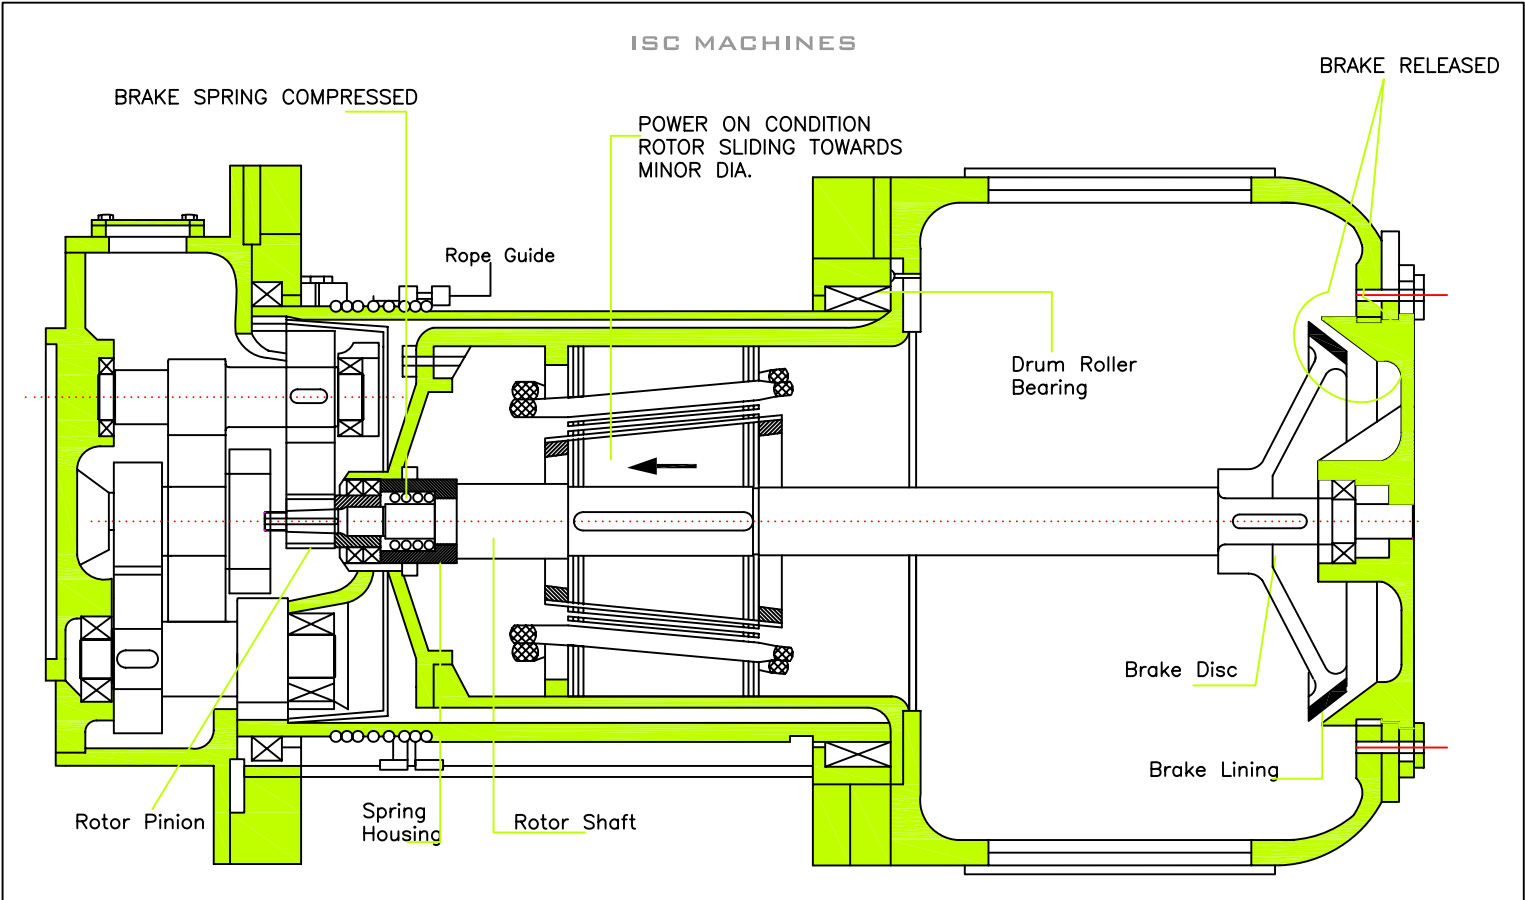 ISC MACHINES
BRAKE RELEASED
BRAKE SPRING COMPRESSED
POWER ON CONDITION
ROTOR SLIDING TOWARDS
MINOR DIA.
Rope Guide
Drum Roller
Bearing
Brake Disc
Brake Lining
Rotor Pinion
Spring
Housing
Rotor Shaft